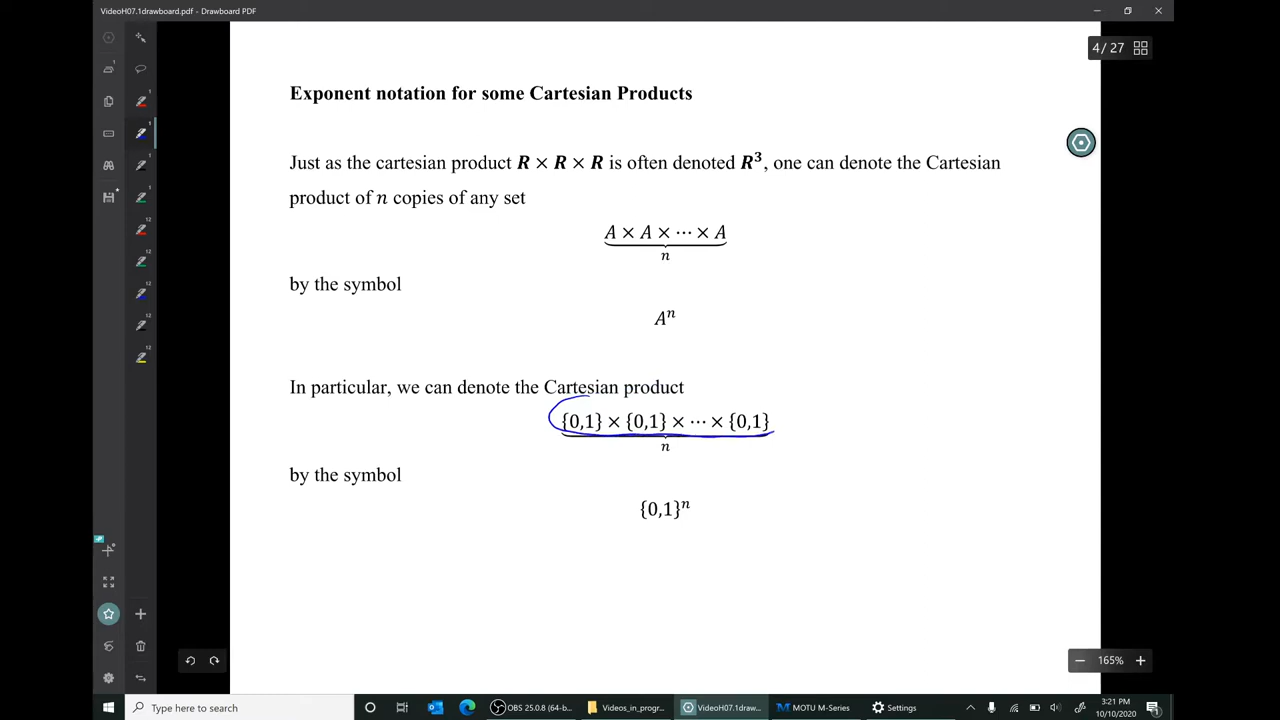 VideoH07.1drawboard.pdf - Drawboard PDF
4 / 27
Exponent notation for some Cartesian Products
Just as the cartesian product R × R × R is often denoted R³, one can denote the Cartesian
product of n copies of any set
A × A × ⋯ × A
n
by the symbol
Aⁿ
In particular, we can denote the Cartesian product
{0,1} × {0,1} × ⋯ × {0,1}
n
by the symbol
{0,1}ⁿ
165%
Type here to search
OBS 25.0.8 (64-b...
Videos_in_progr...
VideoH07.1draw...
MOTU M-Series
Settings
3:21 PM
10/10/2020